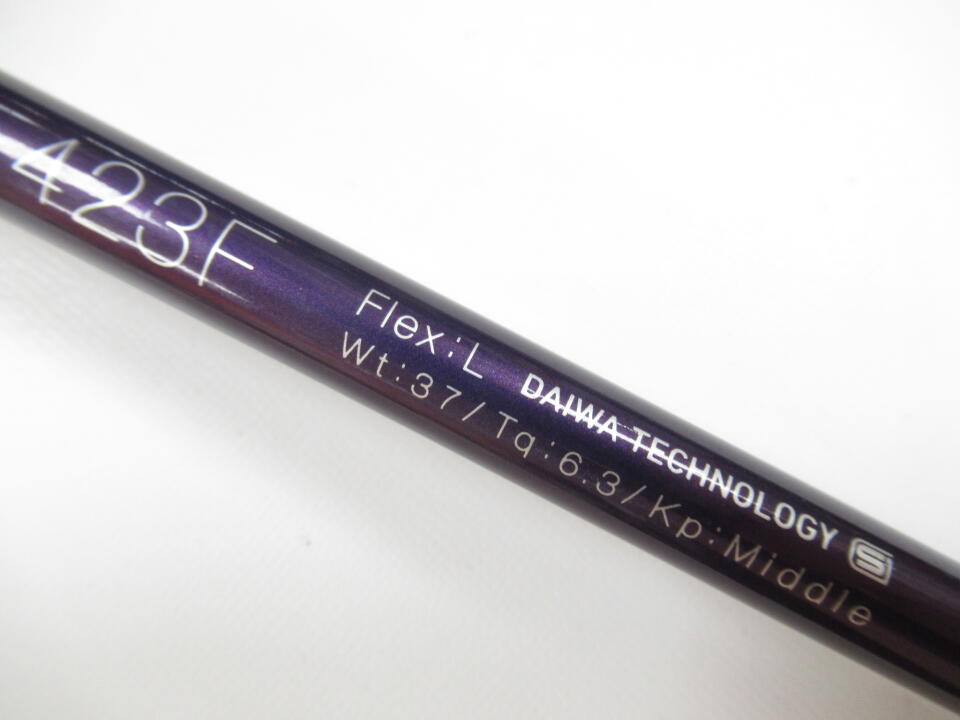 423F
Flex:L
Wt:37/Tq:6.3/Kp:Middle
DAIWA TECHNOLOGY